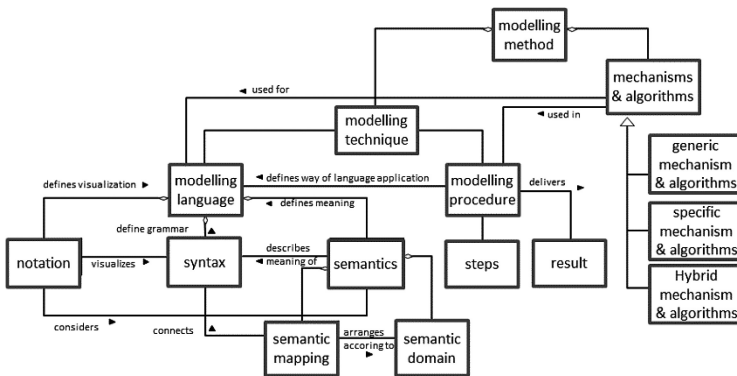 modelling
method
mechanisms
& algorithms
◄ used for
◄ used in
modelling
technique
generic
mechanism
& algorithms
defines visualization ►
modelling
language
◄ defines way of language application
modelling
procedure
delivers
►
◄ defines meaning
specific
mechanism
& algorithms
define grammar ▲
notation
visualizes ►
syntax
describes
◄ meaning of
semantics
steps
result
Hybrid
mechanism
& algorithms
considers ►
connects ▲
semantic
mapping
arranges
accoring to ►
semantic
domain